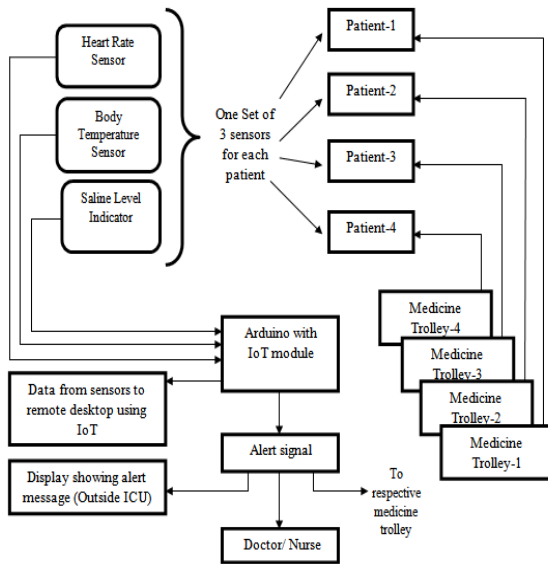 Heart Rate
Sensor
Body
Temperature
Sensor
Saline Level
Indicator
One Set of
3 sensors
for each
patient
Patient-1
Patient-2
Patient-3
Patient-4
Medicine
Trolley-4
Medicine
Trolley-3
Medicine
Trolley-2
Medicine
Trolley-1
Arduino with
IoT module
Data from sensors to
remote desktop using
IoT
Alert signal
Display showing alert
message (Outside ICU)
To
respective
medicine
trolley
Doctor/ Nurse